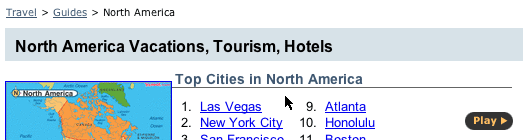 Travel > Guides > North America
North America Vacations, Tourism, Hotels
Top Cities in North America
North America
1. Las Vegas
2. New York City
3. San Francisco
9. Atlanta
10. Honolulu
11. Boston
Play